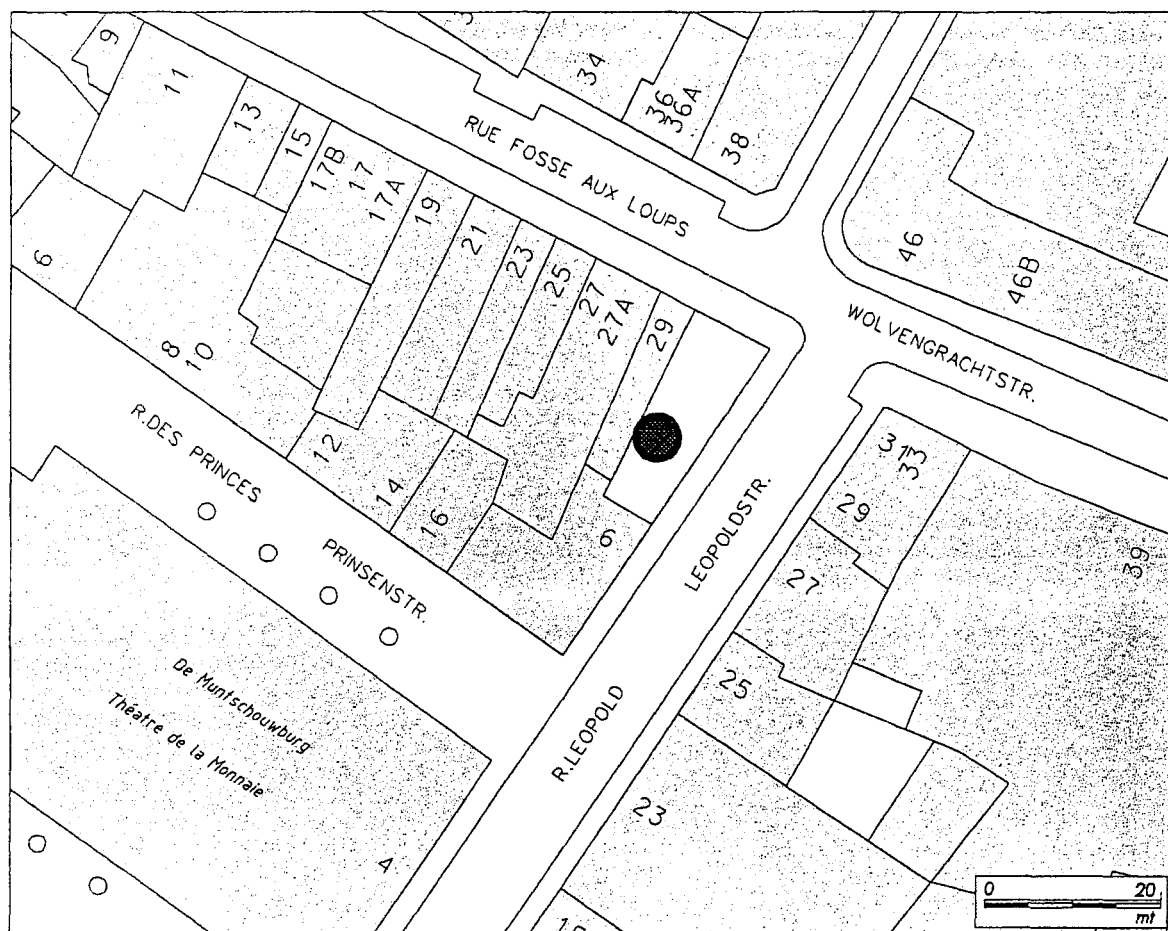 9
11
13
15
17B
17
17A
19
21
23
25
27
27A
29
34
36
36A
38
RUE FOSSE AUX LOUPS
46
46B
WOLVENGRACHTSTR.
6
8
10
R.DES PRINCES
12
14
16
6
PRINSENSTR.
LEOPOLDSTR.
R.LEOPOLD
31
33
29
27
25
23
39
De Muntschouwburg
Théatre de la Monnaie
4
0 20
mt